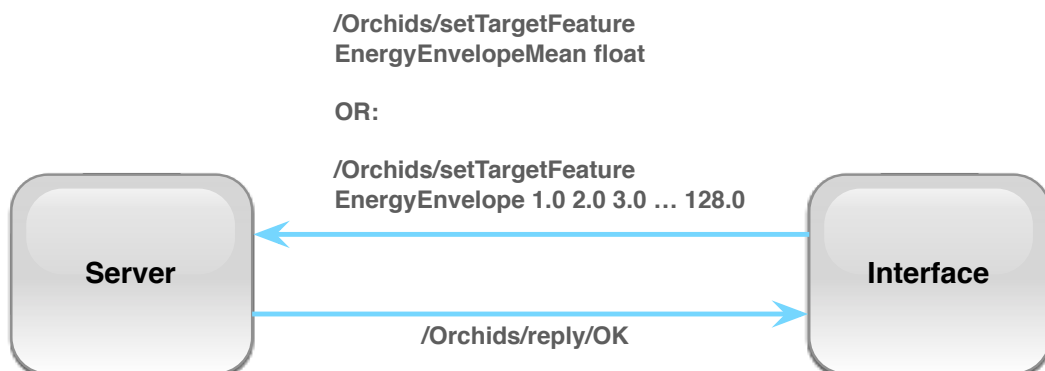 /Orchids/setTargetFeature
EnergyEnvelopeMean float
OR:
/Orchids/setTargetFeature
EnergyEnvelope 1.0 2.0 3.0 … 128.0
Server
Interface
/Orchids/reply/OK